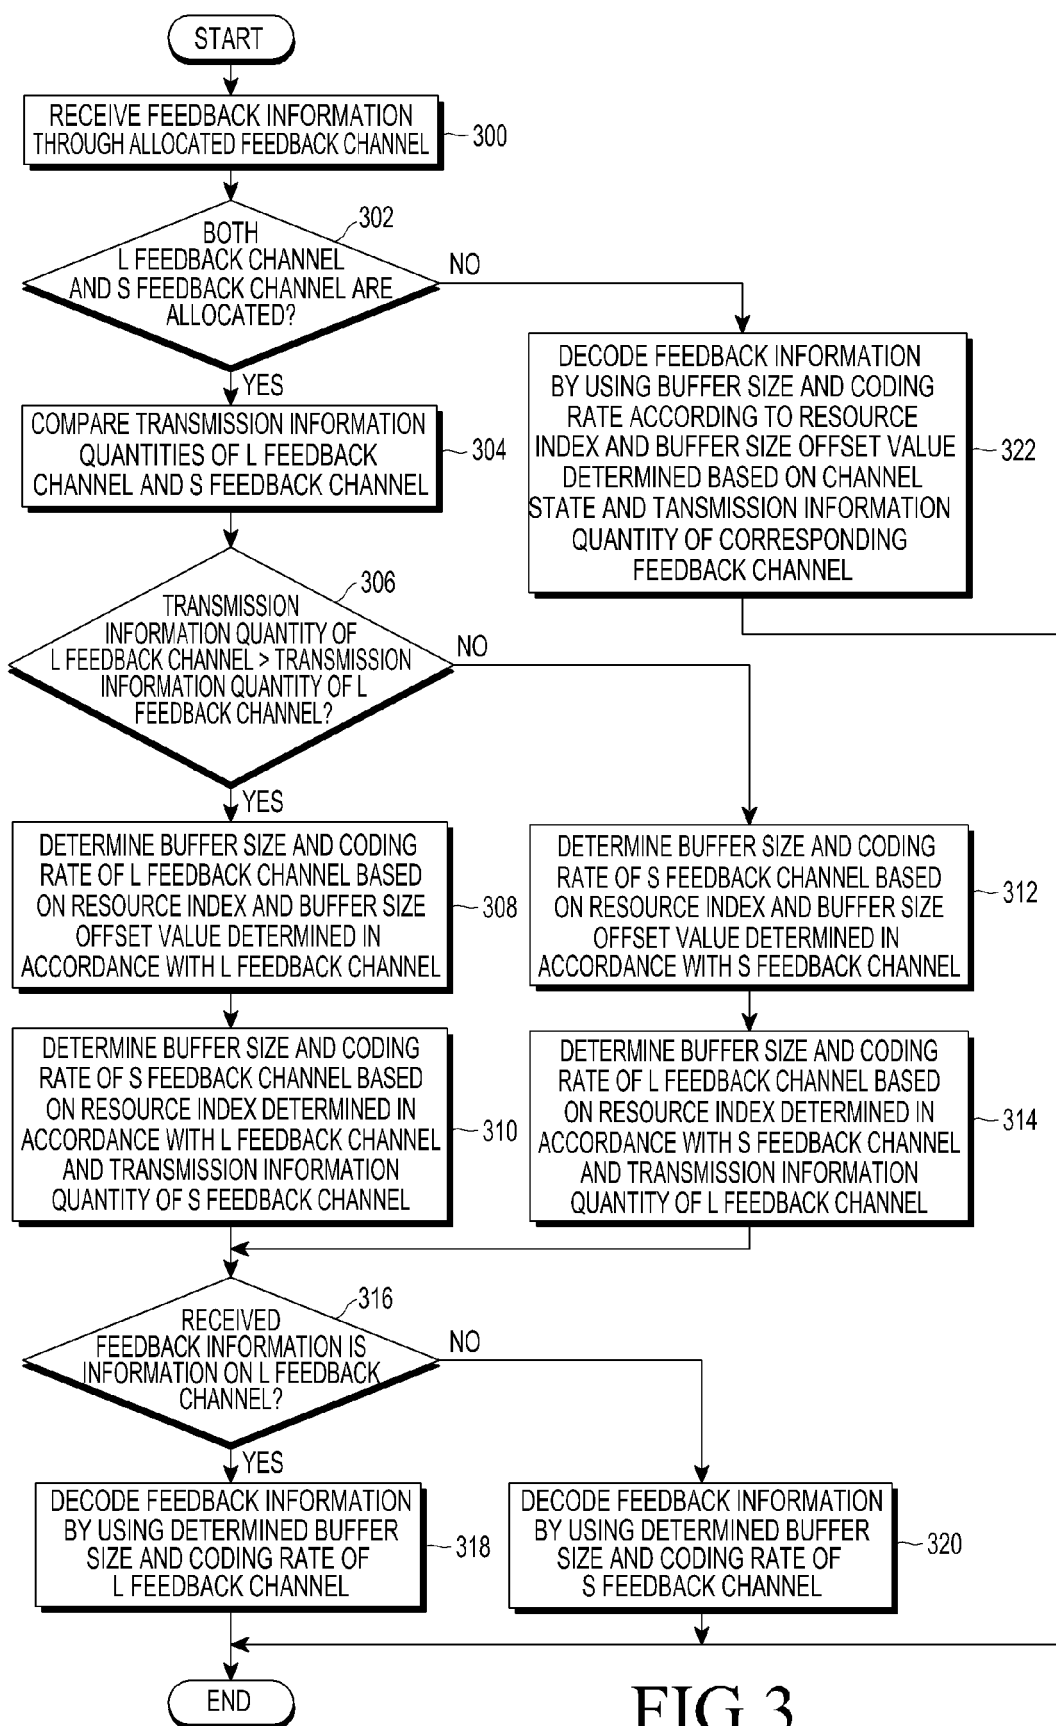 START
RECEIVE FEEDBACK INFORMATION
THROUGH ALLOCATED FEEDBACK CHANNEL
300
302
BOTH
L FEEDBACK CHANNEL
AND S FEEDBACK CHANNEL ARE
ALLOCATED?
NO
YES
DECODE FEEDBACK INFORMATION
BY USING BUFFER SIZE AND CODING
RATE ACCORDING TO RESOURCE
INDEX AND BUFFER SIZE OFFSET VALUE
DETERMINED BASED ON CHANNEL
STATE AND TANSMISSION INFORMATION
QUANTITY OF CORRESPONDING
FEEDBACK CHANNEL
322
COMPARE TRANSMISSION INFORMATION
QUANTITIES OF L FEEDBACK
CHANNEL AND S FEEDBACK CHANNEL
304
306
TRANSMISSION
INFORMATION QUANTITY OF
L FEEDBACK CHANNEL > TRANSMISSION
INFORMATION QUANTITY OF L
FEEDBACK CHANNEL?
NO
YES
DETERMINE BUFFER SIZE AND CODING
RATE OF L FEEDBACK CHANNEL BASED
ON RESOURCE INDEX AND BUFFER SIZE
OFFSET VALUE DETERMINED IN
ACCORDANCE WITH L FEEDBACK CHANNEL
308
DETERMINE BUFFER SIZE AND CODING
RATE OF S FEEDBACK CHANNEL BASED
ON RESOURCE INDEX AND BUFFER SIZE
OFFSET VALUE DETERMINED IN
ACCORDANCE WITH S FEEDBACK CHANNEL
312
DETERMINE BUFFER SIZE AND CODING
RATE OF S FEEDBACK CHANNEL BASED
ON RESOURCE INDEX DETERMINED IN
ACCORDANCE WITH L FEEDBACK CHANNEL
AND TRANSMISSION INFORMATION
QUANTITY OF S FEEDBACK CHANNEL
310
DETERMINE BUFFER SIZE AND CODING
RATE OF L FEEDBACK CHANNEL BASED
ON RESOURCE INDEX DETERMINED IN
ACCORDANCE WITH S FEEDBACK CHANNEL
AND TRANSMISSION INFORMATION
QUANTITY OF L FEEDBACK CHANNEL
314
316
RECEIVED
FEEDBACK INFORMATION IS
INFORMATION ON L FEEDBACK
CHANNEL?
NO
YES
DECODE FEEDBACK INFORMATION
BY USING DETERMINED BUFFER
SIZE AND CODING RATE OF
L FEEDBACK CHANNEL
318
DECODE FEEDBACK INFORMATION
BY USING DETERMINED BUFFER
SIZE AND CODING RATE OF
S FEEDBACK CHANNEL
320
END
FIG.3